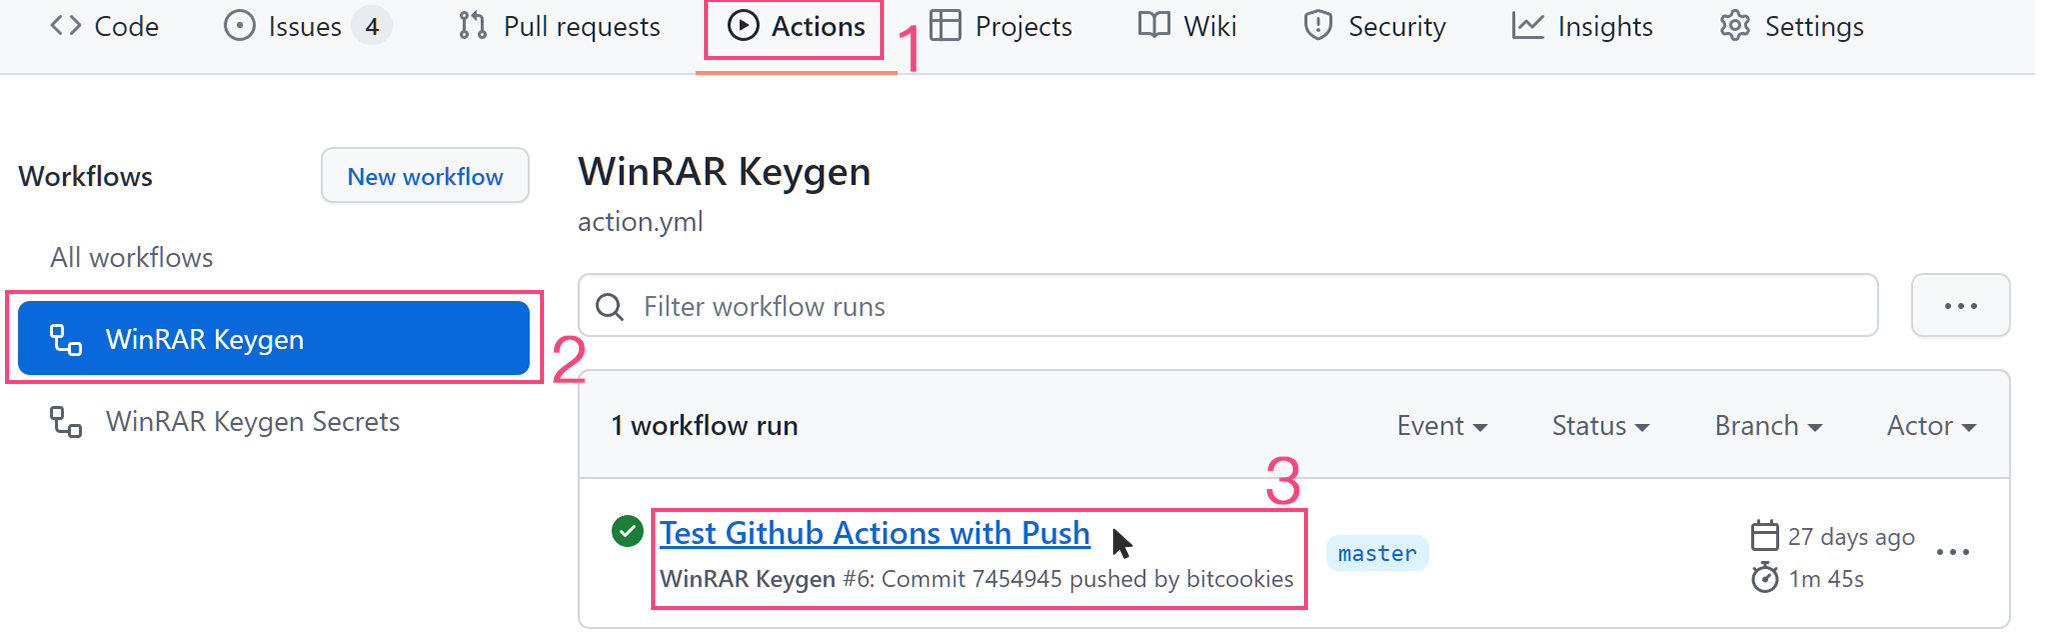 Code Issues 4 Pull requests Actions 1 Projects Wiki Security Insights Settings
Workflows New workflow
All workflows
WinRAR Keygen 2
WinRAR Keygen Secrets
WinRAR Keygen
action.yml
Filter workflow runs
1 workflow run Event Status Branch Actor
3
Test Github Actions with Push
WinRAR Keygen #6: Commit 7454945 pushed by bitcookies
master
27 days ago
1m 45s